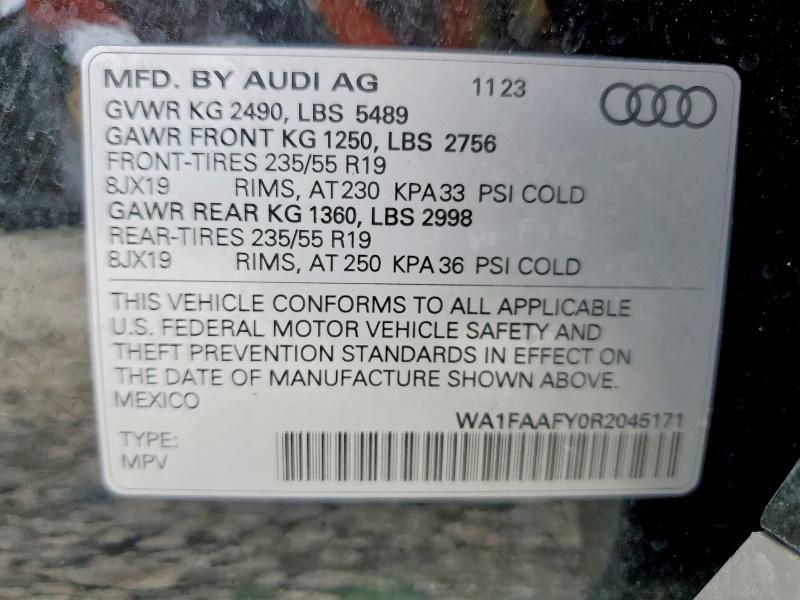 MFD. BY AUDI AG 11 23
GVWR KG 2490, LBS 5489
GAWR FRONT KG 1250, LBS 2756
FRONT-TIRES 235/55 R19
8JX19 RIMS, AT 230 KPA 33 PSI COLD
GAWR REAR KG 1360, LBS 2998
REAR-TIRES 235/55 R19
8JX19 RIMS, AT 250 KPA 36 PSI COLD
THIS VEHICLE CONFORMS TO ALL APPLICABLE
U.S. FEDERAL MOTOR VEHICLE SAFETY AND
THEFT PREVENTION STANDARDS IN EFFECT ON
THE DATE OF MANUFACTURE SHOWN ABOVE.
MEXICO
WA1FAAFY0R2045171
TYPE:
MPV